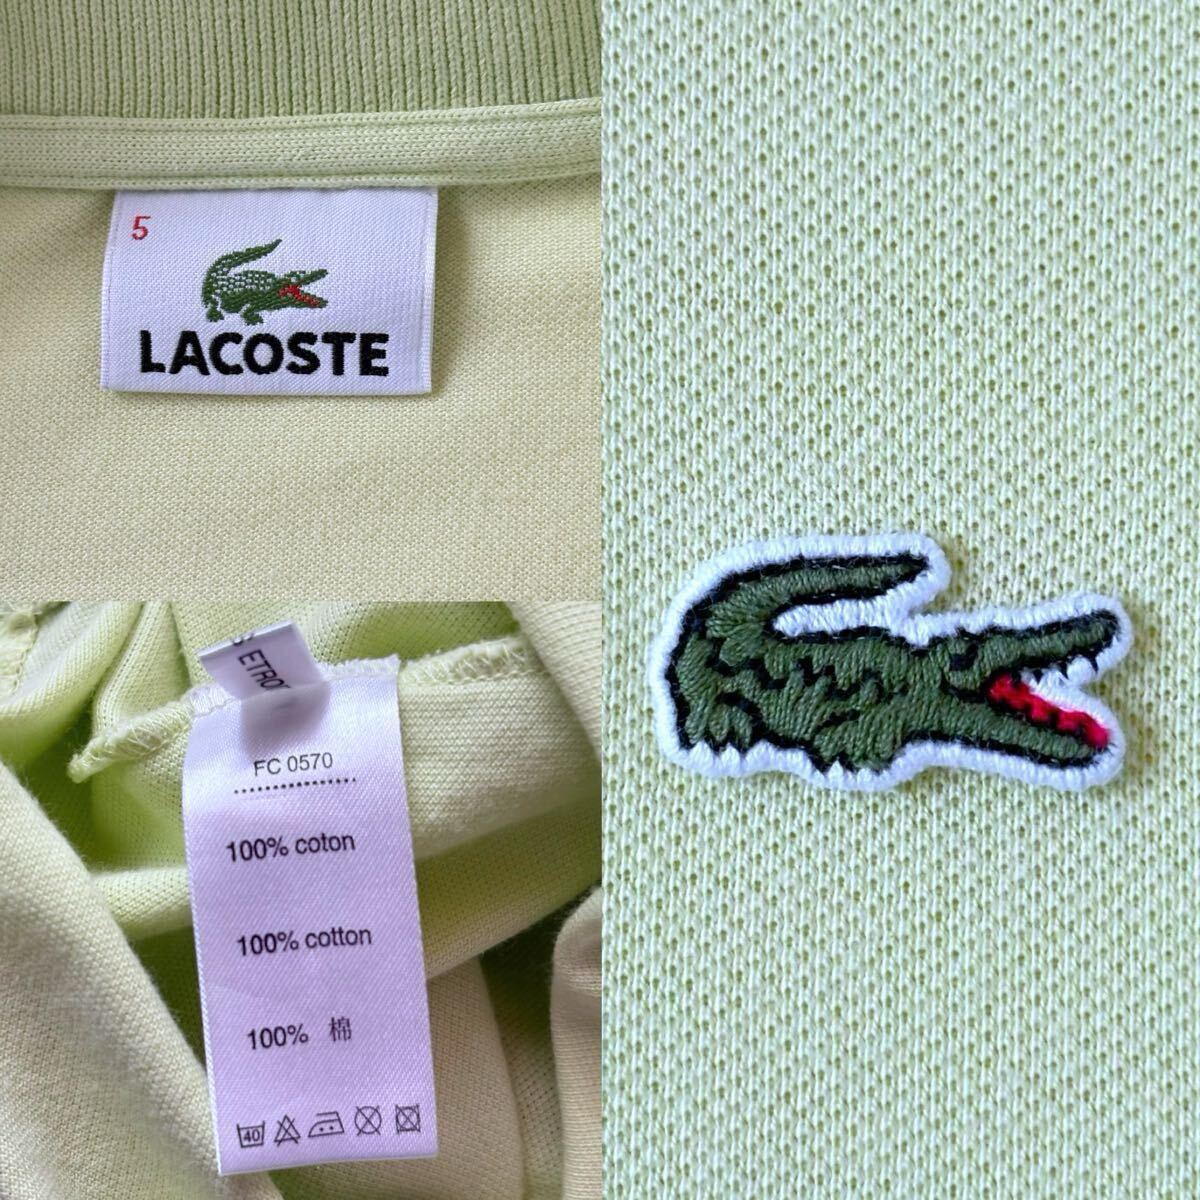 5
LACOSTE
FC 0570
100% coton
100% cotton
100% 棉
40